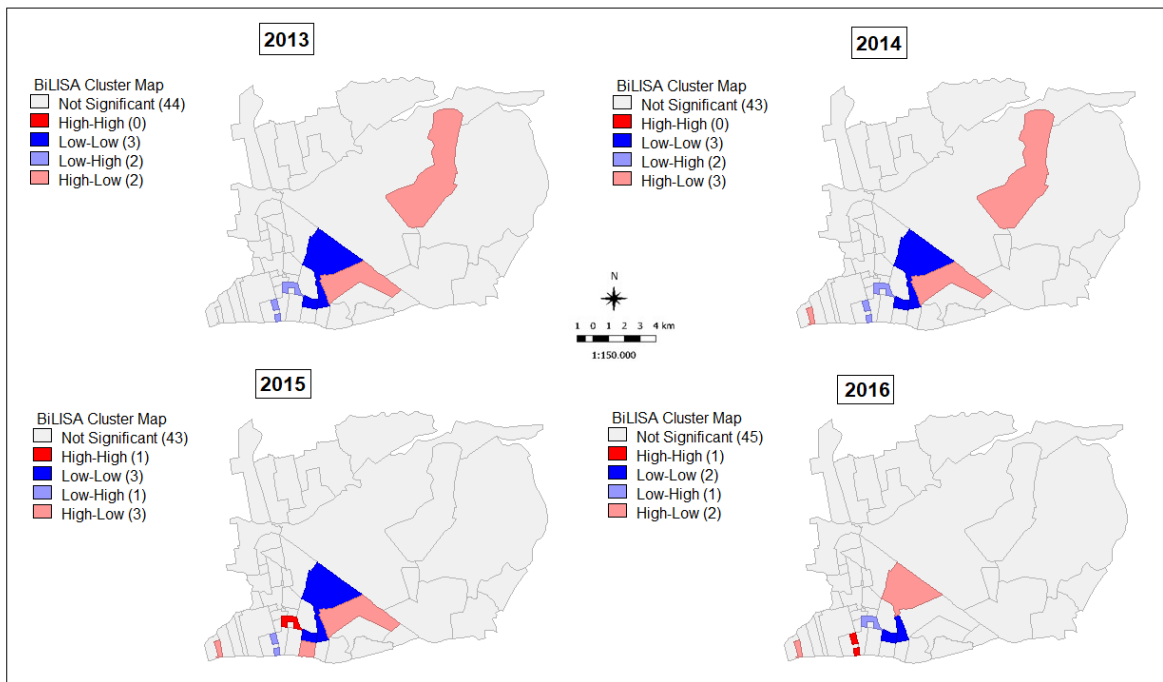 2013
BiLISA Cluster Map
Not Significant (44)
High-High (0)
Low-Low (3)
Low-High (2)
High-Low (2)
2014
BiLISA Cluster Map
Not Significant (43)
High-High (0)
Low-Low (3)
Low-High (2)
High-Low (3)
N
1 0 1 2 3 4 km
1:150.000
2015
BiLISA Cluster Map
Not Significant (43)
High-High (1)
Low-Low (3)
Low-High (1)
High-Low (3)
2016
BiLISA Cluster Map
Not Significant (45)
High-High (1)
Low-Low (2)
Low-High (1)
High-Low (2)